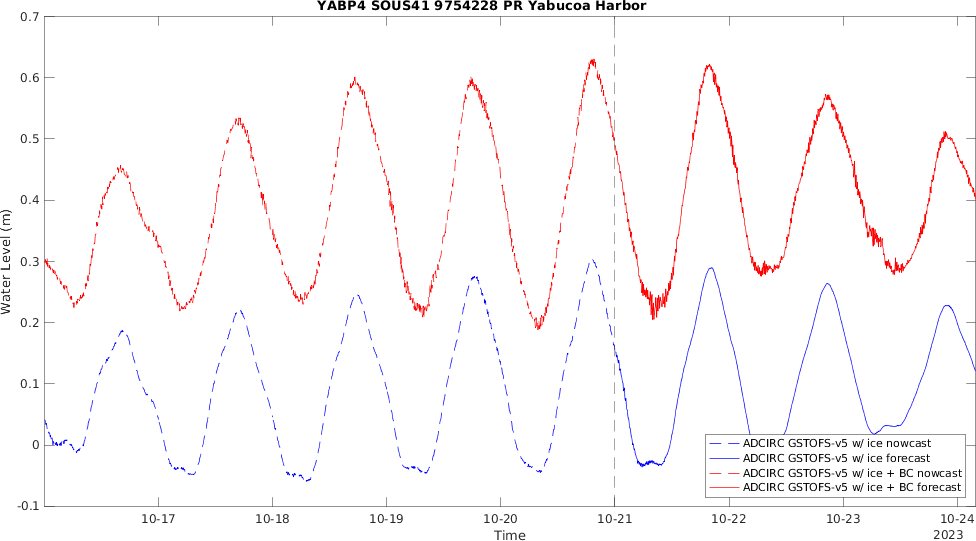 YABP4 SOUS41 9754228 PR Yabucoa Harbor
0.7
0.6
0.5
0.4
0.3
0.2
0.1
0
-0.1
Water Level (m)
ADCIRC GSTOFS-v5 w/ ice nowcast
ADCIRC GSTOFS-v5 w/ ice forecast
ADCIRC GSTOFS-v5 w/ ice + BC nowcast
ADCIRC GSTOFS-v5 w/ ice + BC forecast
10-17 10-18 10-19 10-20 10-21 10-22 10-23 10-24
Time
2023